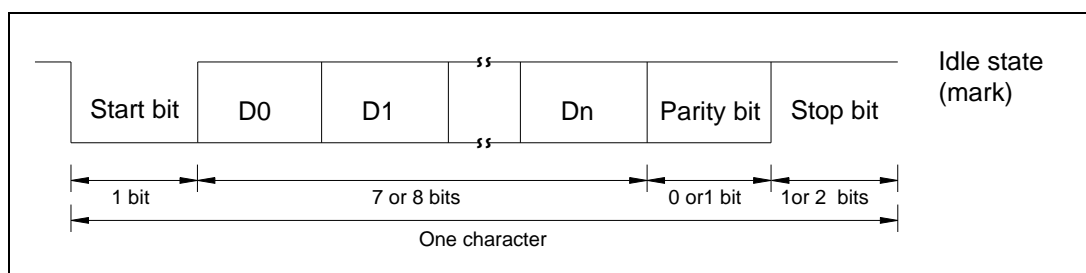 Idle state
(mark)
Start bit D0 D1 Dn Parity bit Stop bit
1 bit 7 or 8 bits 0 or1 bit 1or 2 bits
One character